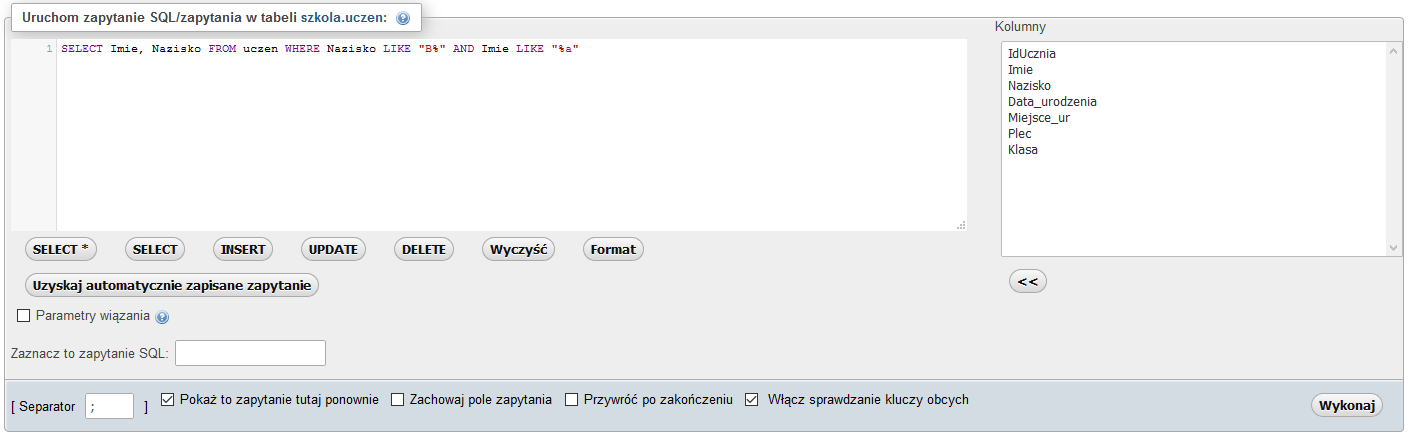 Uruchom zapytanie SQL/zapytania w tabeli szkola.uczen:
Kolumny
1 SELECT Imie, Nazisko FROM uczen WHERE Nazisko LIKE "B%" AND Imie LIKE "%a"
IdUcznia
Imie
Nazisko
Data_urodzenia
Miejsce_ur
Plec
Klasa
SELECT * SELECT INSERT UPDATE DELETE Wyczyść Format
<<
Uzyskaj automatycznie zapisane zapytanie
Parametry wiązania
Zaznacz to zapytanie SQL:
[ Separator ; ] Pokaż to zapytanie tutaj ponownie Zachowaj pole zapytania Przywróć po zakończeniu Włącz sprawdzanie kluczy obcych Wykonaj